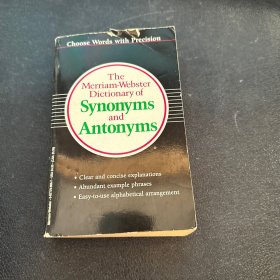 Choose Words with Precision
The
Merriam-Webster
Dictionary of
Synonyms
and
Antonyms
• Clear and concise explanations
• Abundant example phrases
• Easy-to-use alphabetical arrangement